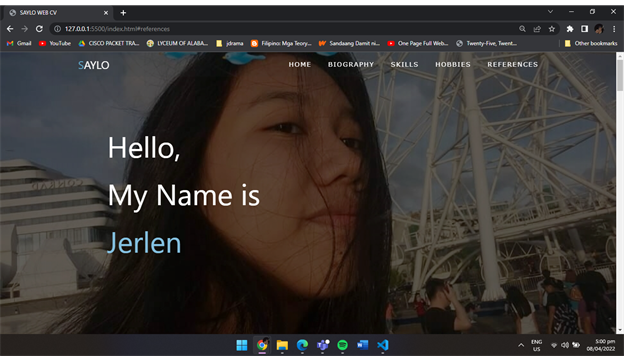 SAYLO WEB CV
127.0.0.1:5500/index.html#references
Gmail YouTube CISCO PACKET TRA... LYCEUM OF ALABA... jdrama Filipino: Mga Teory... Sandaang Damit ni... One Page Full Web... Twenty-Five, Twent... Other bookmarks
SAYLO HOME BIOGRAPHY SKILLS HOBBIES REFERENCES
Hello,
My Name is
Jerlen
ENG
US
5:00 pm
08/04/2022